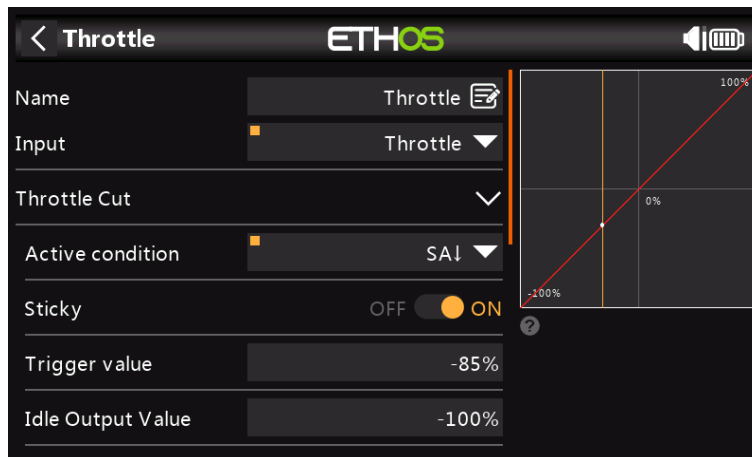 Throttle
ETHOS
Name
Throttle
Input
Throttle
Throttle Cut
Active condition
SA↓
Sticky
OFF ON
Trigger value
-85%
Idle Output Value
-100%
100%
0%
-100%
?